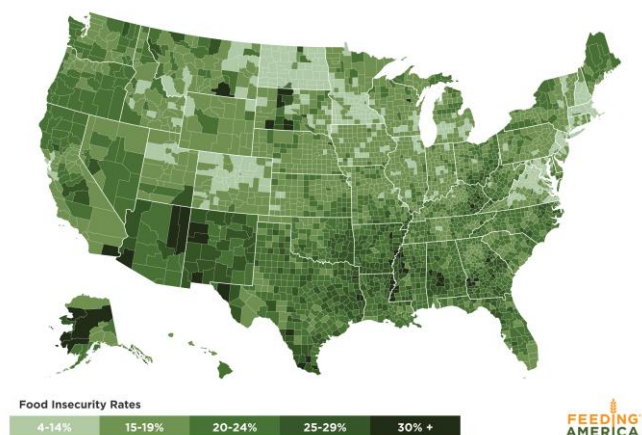 Food Insecurity Rates
4-14% 15-19% 20-24% 25-29% 30% +
FEEDING
AMERICA